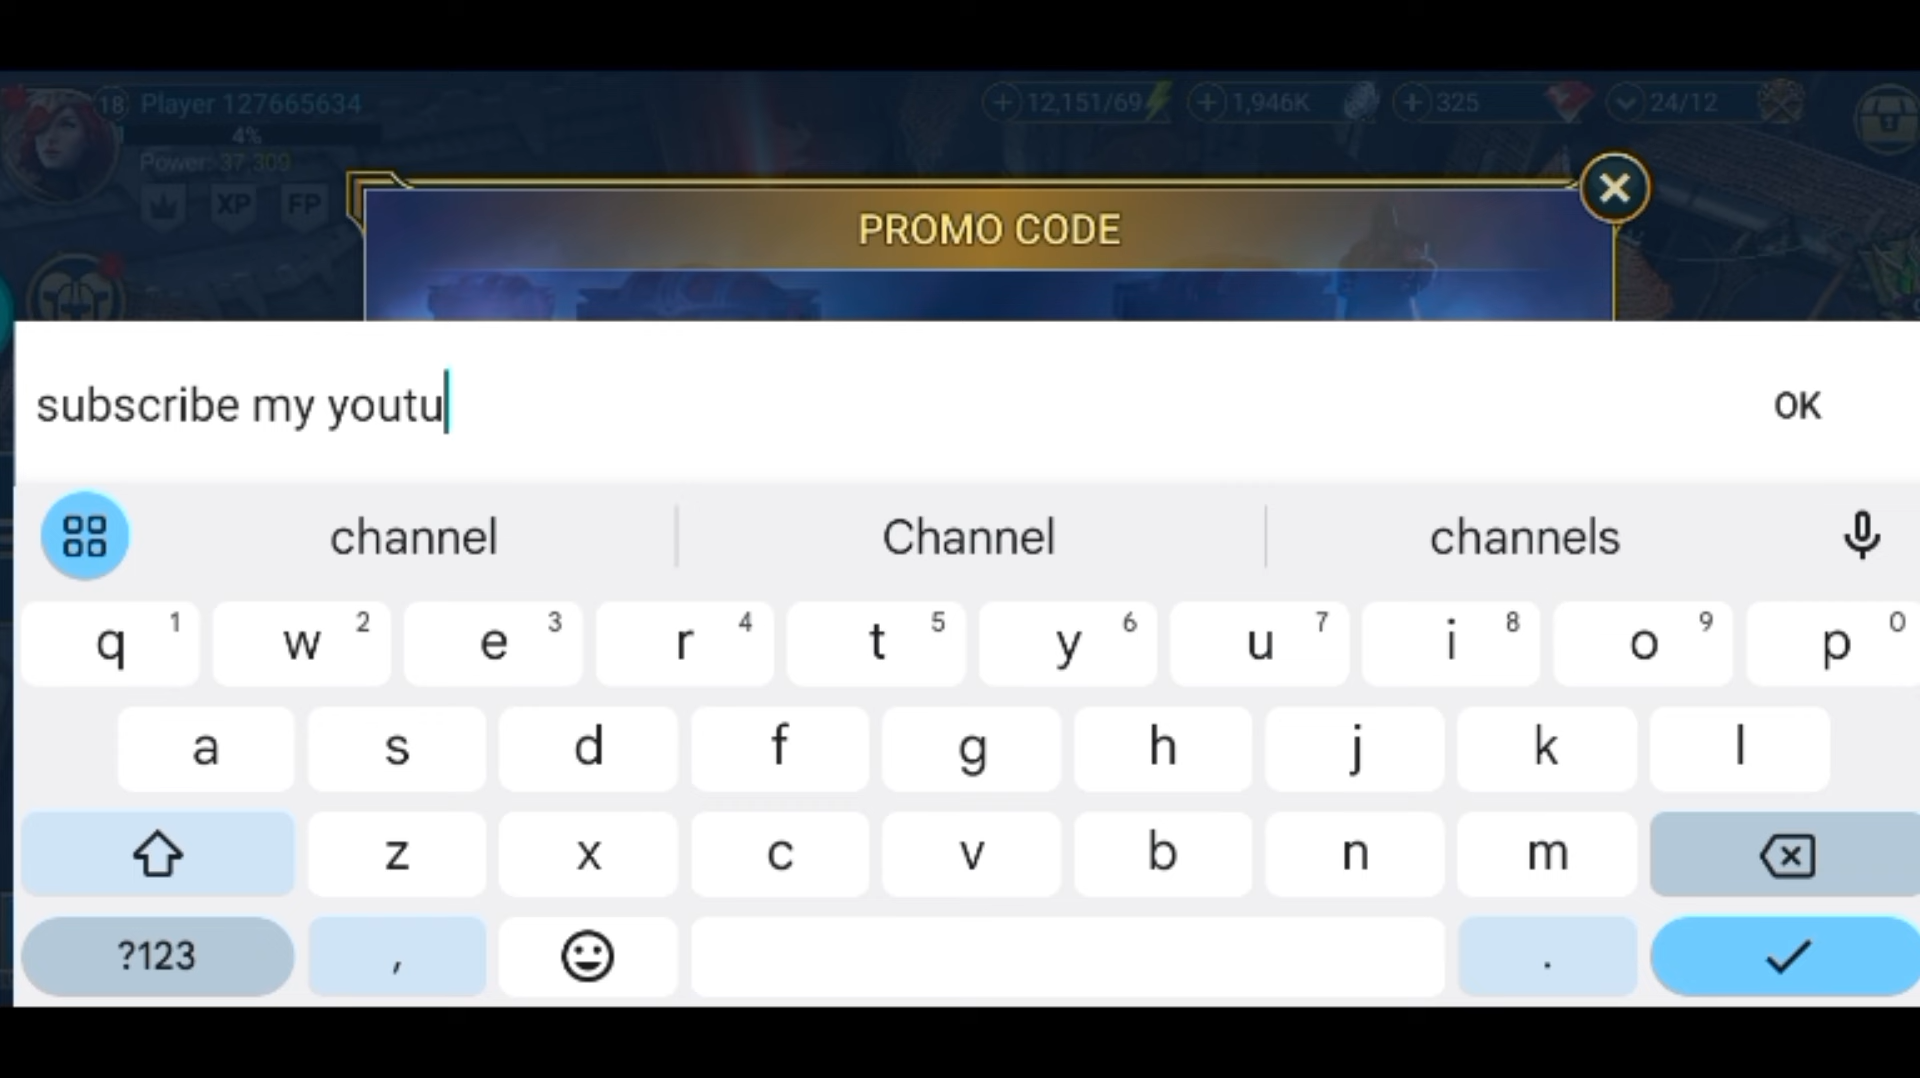 18 Player 127665634
12,151/69 1,946K 325 24/12
4%
Power: 37,309
XP FP
PROMO CODE
subscribe my youtu
OK
channel Channel channels
q 1 w 2 e 3 r 4 t 5 y 6 u 7 i 8 o 9 p 0
a s d f g h j k l
z x c v b n m
?123 , .